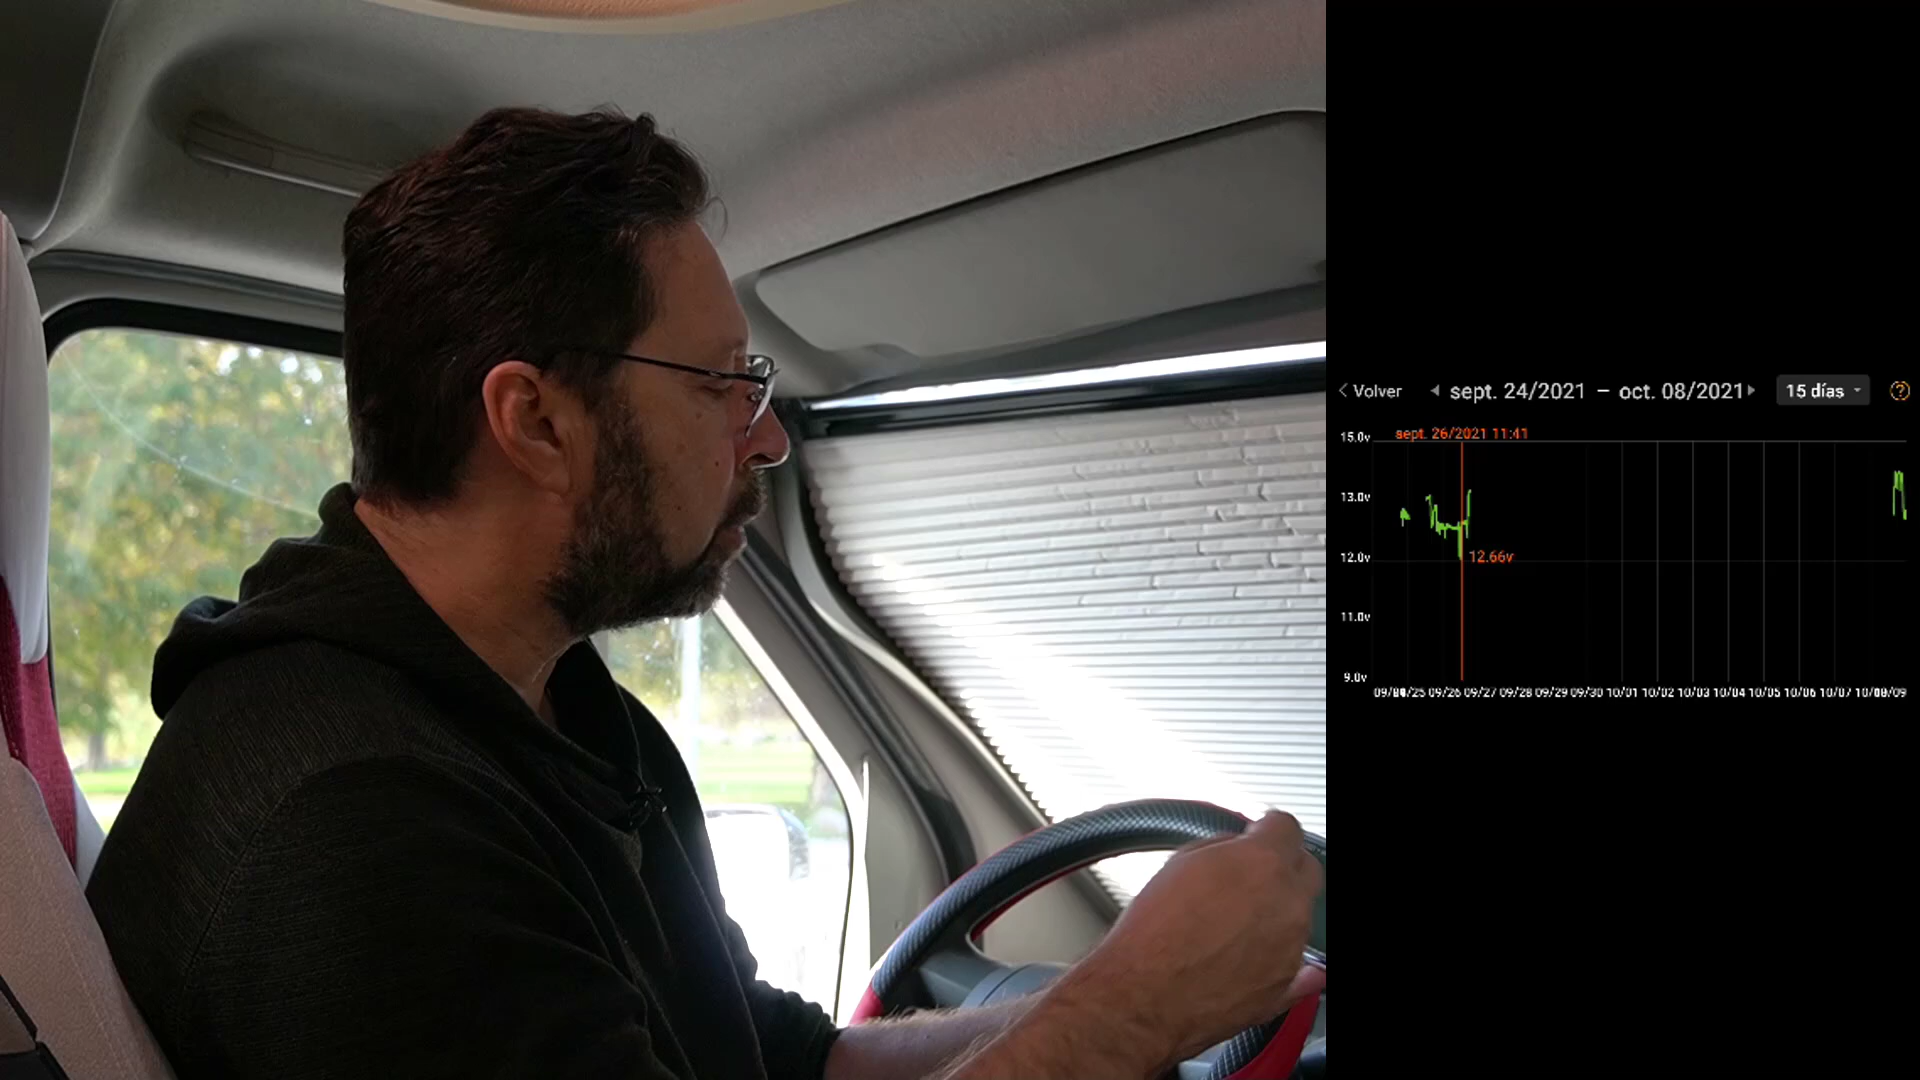 Volver sept. 24/2021 – oct. 08/2021 15 días ?
sept. 26/2021 11:41
15.0v
13.0v
12.66v
12.0v
11.0v
9.0v
09/25 09/26 09/27 09/28 09/29 09/30 10/01 10/02 10/03 10/04 10/05 10/06 10/07